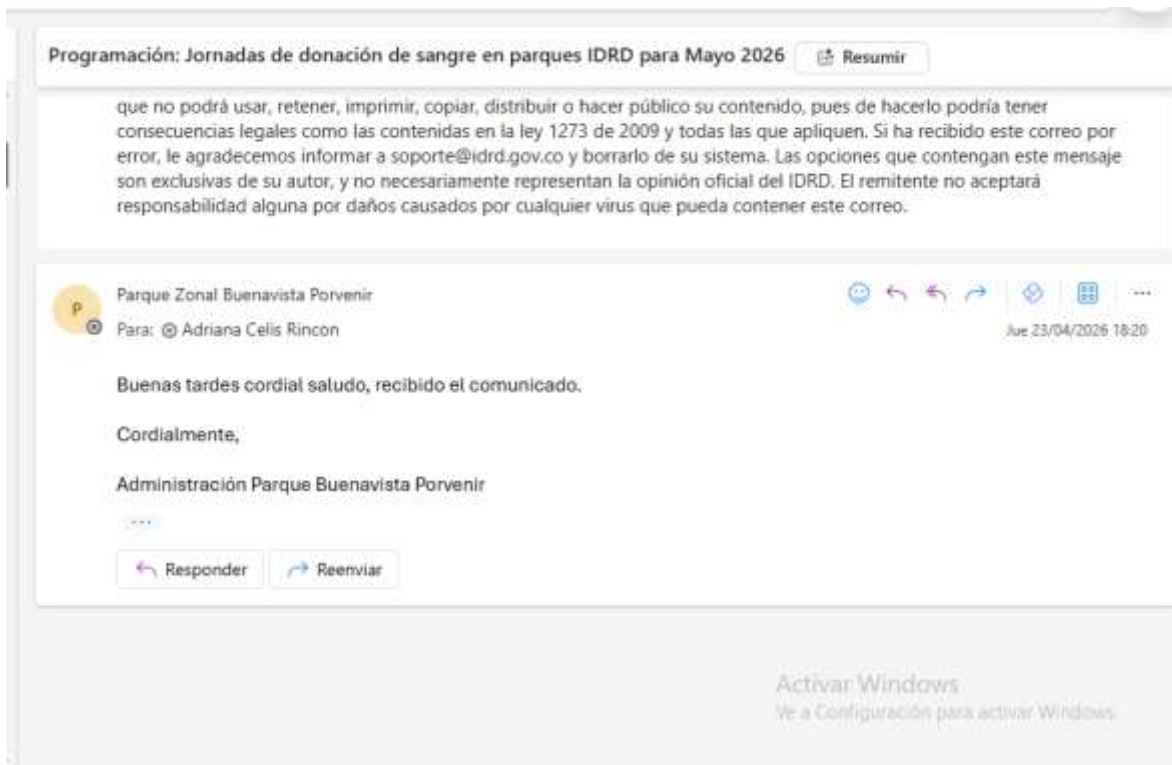 Programación: Jornadas de donación de sangre en parques IDRD para Mayo 2026 Resumir
que no podrá usar, retener, imprimir, copiar, distribuir o hacer público su contenido, pues de hacerlo podría tener
consecuencias legales como las contenidas en la ley 1273 de 2009 y todas las que apliquen. Si ha recibido este correo por
error, le agradecemos informar a soporte@idrd.gov.co y borrarlo de su sistema. Las opciones que contengan este mensaje
son exclusivas de su autor, y no necesariamente representan la opinión oficial del IDRD. El remitente no aceptará
responsabilidad alguna por daños causados por cualquier virus que pueda contener este correo.
P
Parque Zonal Buenavista Porvenir
Para: Adriana Celis Rincon
Jue 23/04/2026 18:20
Buenas tardes cordial saludo, recibido el comunicado.
Cordialmente,
Administración Parque Buenavista Porvenir
Responder Reenviar
Activar Windows
Ve a Configuración para activar Windows.